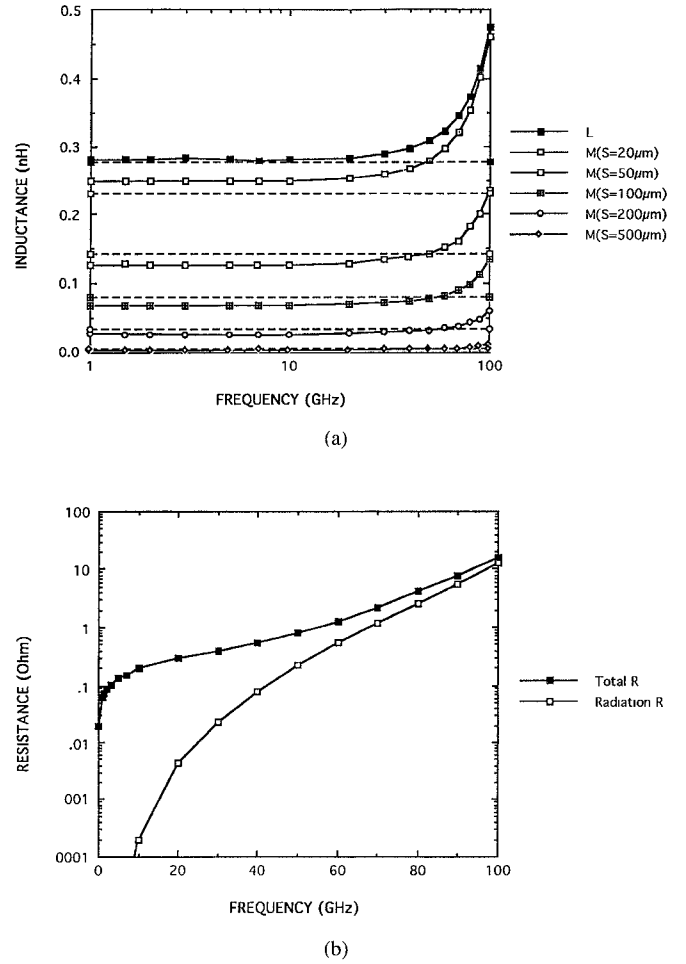 0.5
0.4
0.3
0.2
0.1
0.0
INDUCTANCE (nH)
1
10
100
FREQUENCY (GHz)
L
M(S=20µm)
M(S=50µm)
M(S=100µm)
M(S=200µm)
M(S=500µm)
(a)
100
10
1
.1
.01
001
0001
RESISTANCE (Ohm)
0
20
40
60
80
100
FREQUENCY (GHz)
Total R
Radiation R
(b)